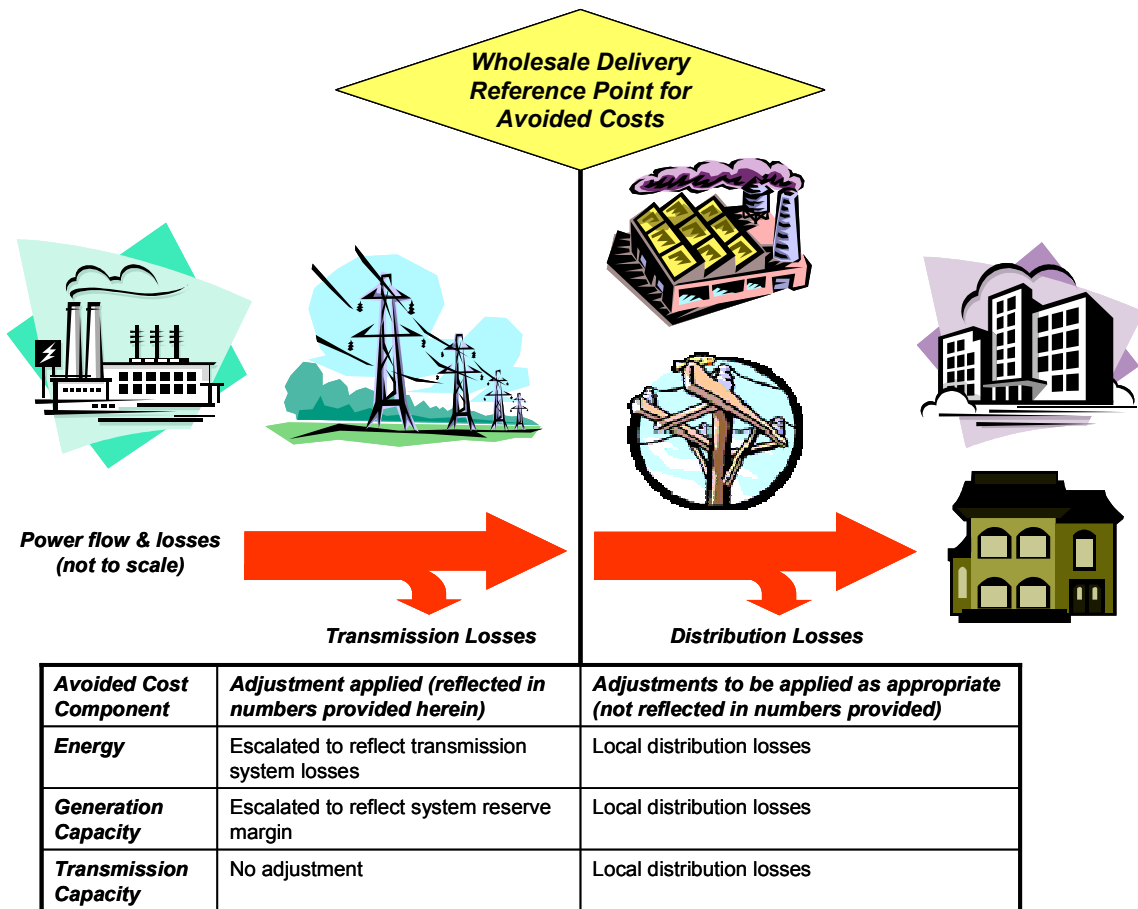 Wholesale Delivery
Reference Point for
Avoided Costs
Power flow & losses
(not to scale)
Transmission Losses
Distribution Losses
Avoided Cost
Component
Adjustment applied (reflected in
numbers provided herein)
Adjustments to be applied as appropriate
(not reflected in numbers provided)
Energy
Escalated to reflect transmission
system losses
Local distribution losses
Generation
Capacity
Escalated to reflect system reserve
margin
Local distribution losses
Transmission
Capacity
No adjustment
Local distribution losses